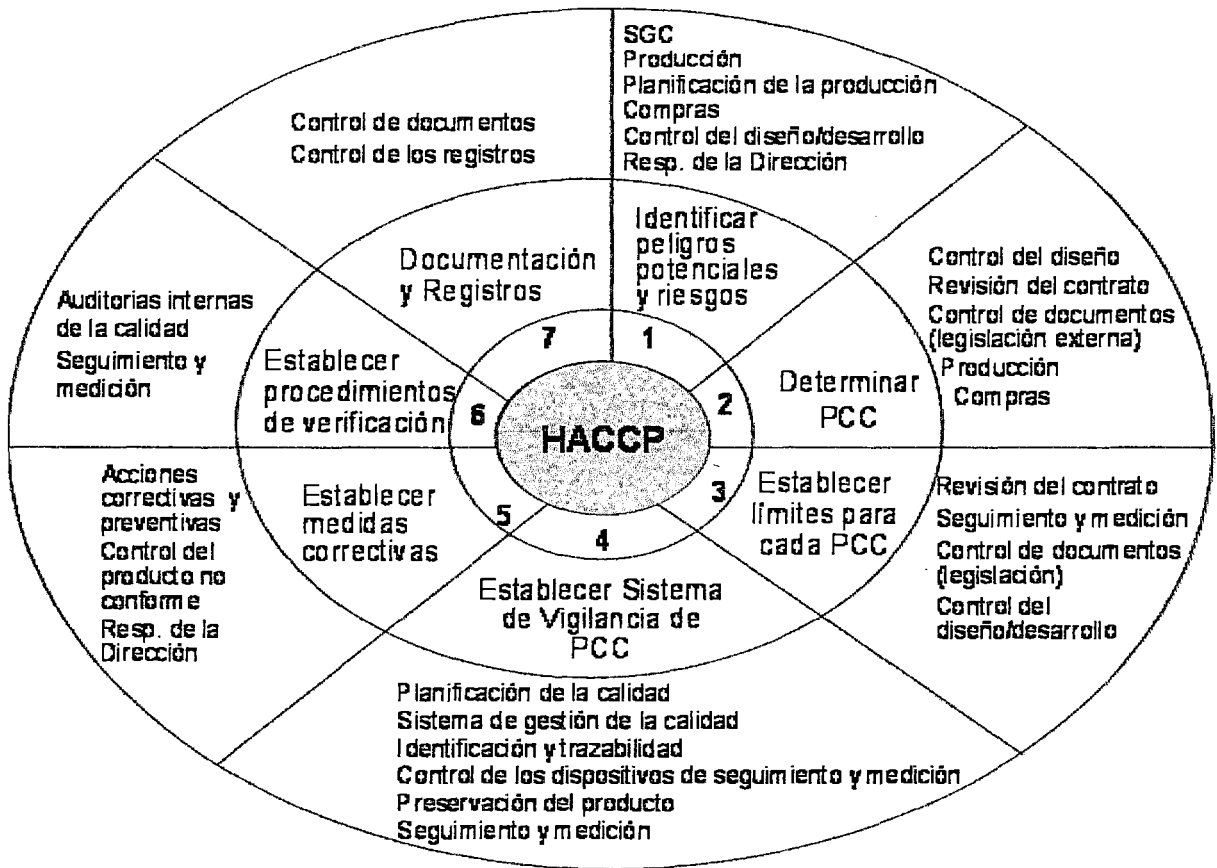 SGC
Producción
Planificación de la producción
Compras
Control del diseño/desarrollo
Resp. de la Dirección
Identificar
peligros
potenciales
y riesgos
1
Control del diseño
Revisión del contrato
Control de documentos
(legislación externa)
Producción
Compras
Determinar
PCC
2
Revisión del contrato
Seguimiento y medición
Control de documentos
(legislación)
Control del
diseño/desarrollo
Establecer
límites para
cada PCC
3
4
Establecer Sistema
de Vigilancia de
PCC
Planificación de la calidad
Sistema de gestión de la calidad
Identificación y trazabilidad
Control de los dispositivos de seguimiento y medición
Preservación del producto
Seguimiento y medición
5
Establecer
medidas
correctivas
Acciones
correctivas y
preventivas
Control del
producto no
conforme
Resp. de la
Dirección
6
Establecer
procedimientos
de verificación
Auditorias internas
de la calidad
Seguimiento y
medición
7
Documentación
y Registros
Control de documentos
Control de los registros
HACCP